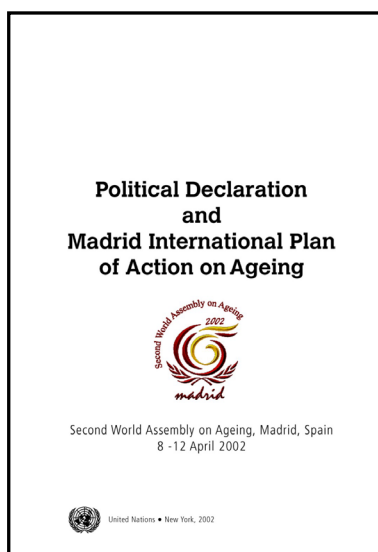 Political Declaration
and
Madrid International Plan
of Action on Ageing
Second World Assembly on Ageing
2002
madrid
Second World Assembly on Ageing, Madrid, Spain
8 -12 April 2002
United Nations • New York, 2002